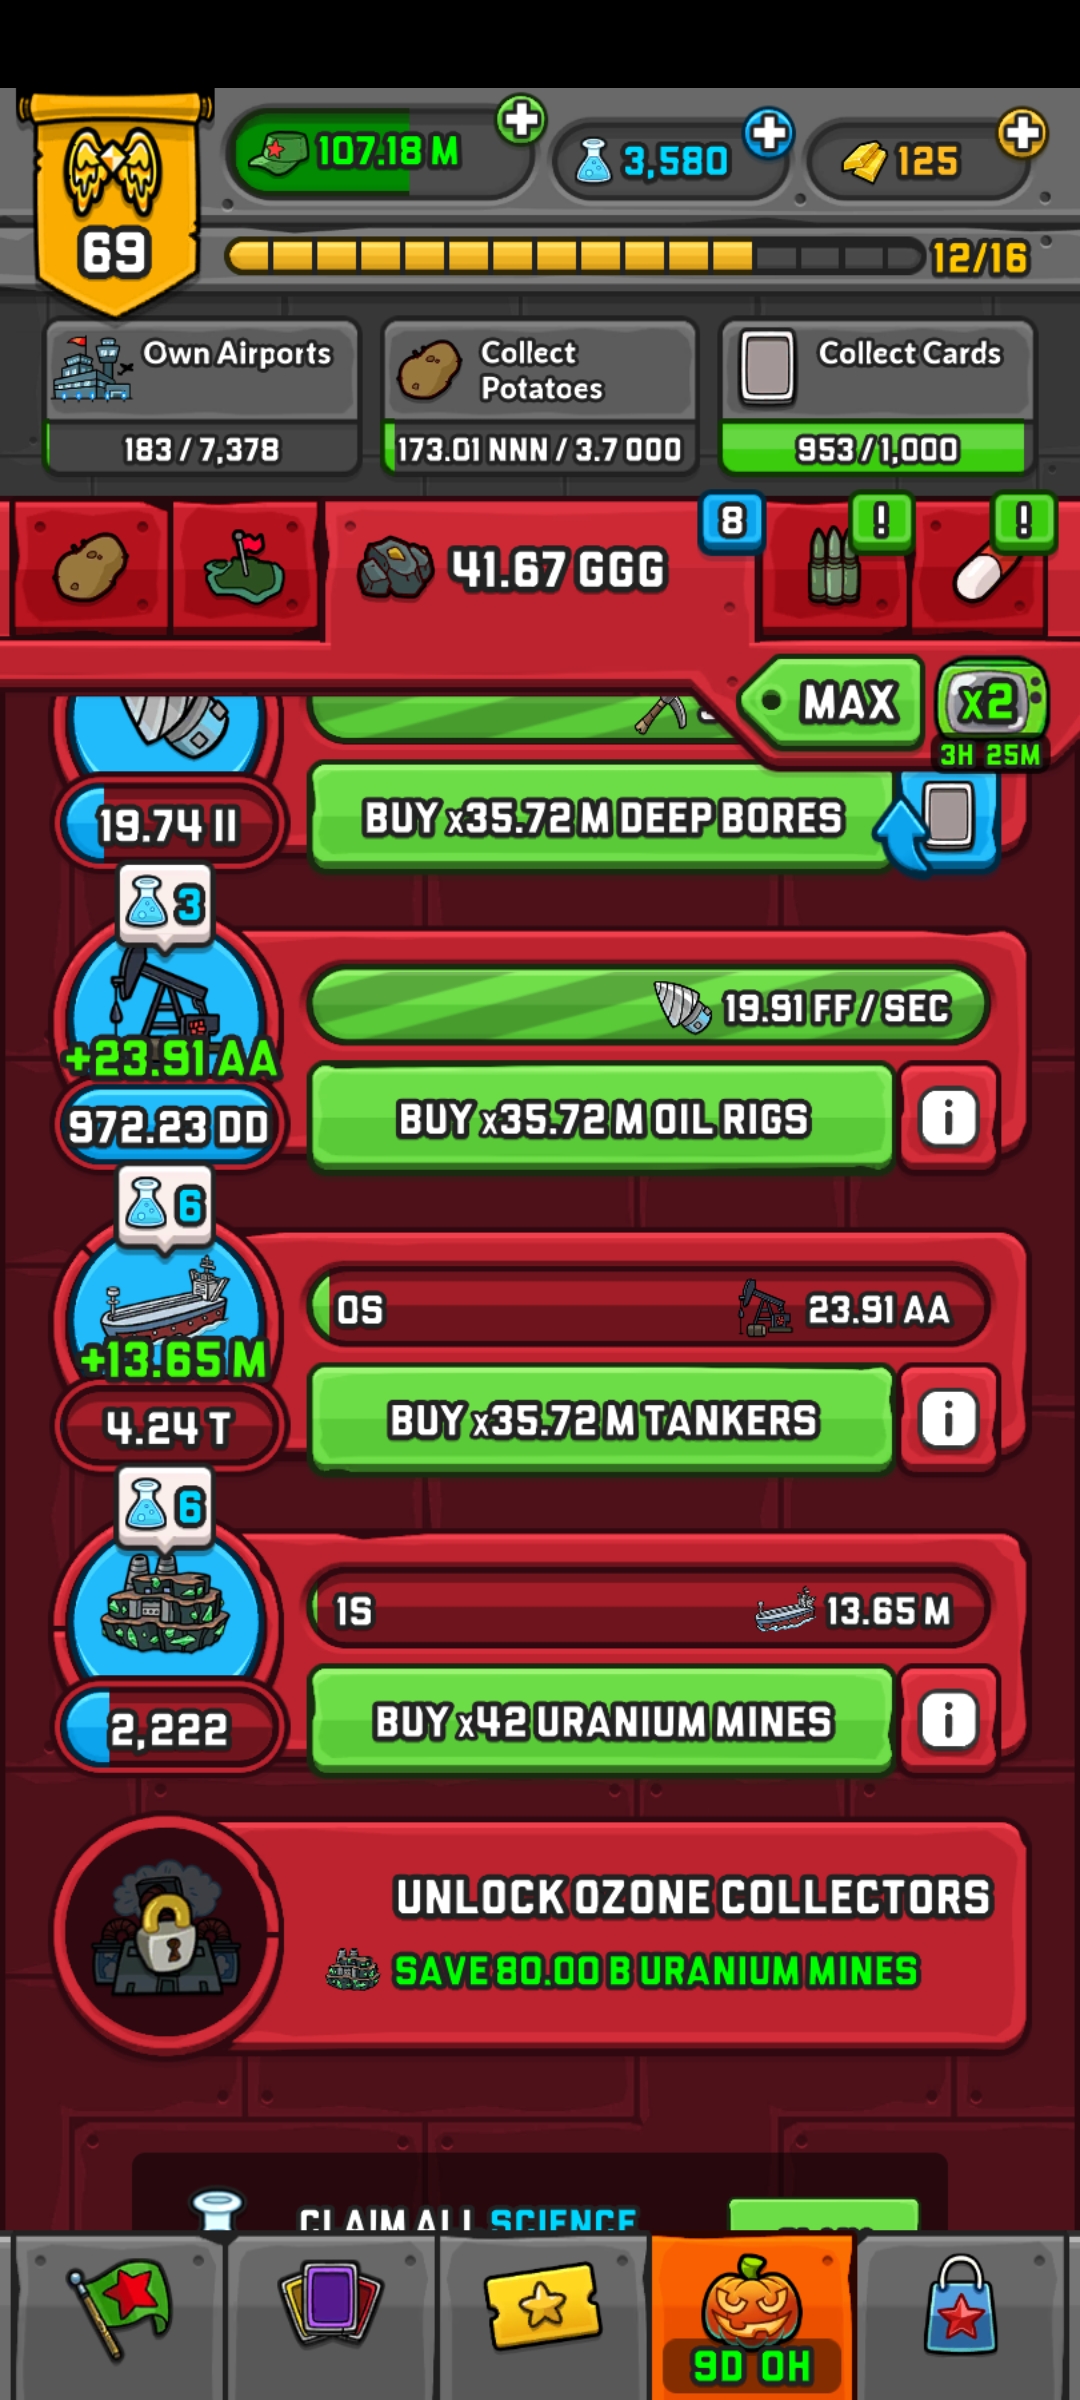 107.18 M
3,580
125
69
12/16
Own Airports
Collect
Potatoes
Collect Cards
183 / 7,378
173.01 NNN / 3.7 OOO
953 / 1,000
41.67 GGG
8
!
!
MAX
x2
3H 25M
19.74 II
BUY x35.72 M DEEP BORES
3
19.91 FF / SEC
+23.91 AA
972.23 DD
BUY x35.72 M OIL RIGS
i
6
0S
23.91 AA
+13.65 M
4.24 T
BUY x35.72 M TANKERS
i
6
1S
13.65 M
2,222
BUY x42 URANIUM MINES
i
UNLOCK OZONE COLLECTORS
SAVE 80.00 B URANIUM MINES
CLAIM ALL SCIENCE
9D 0H